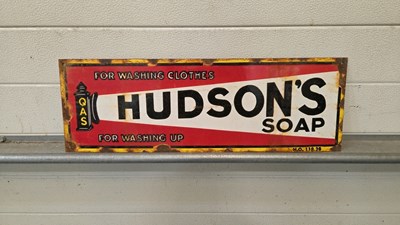 FOR WASHING CLOTHES
QAS
HUDSON'S
SOAP
FOR WASHING UP